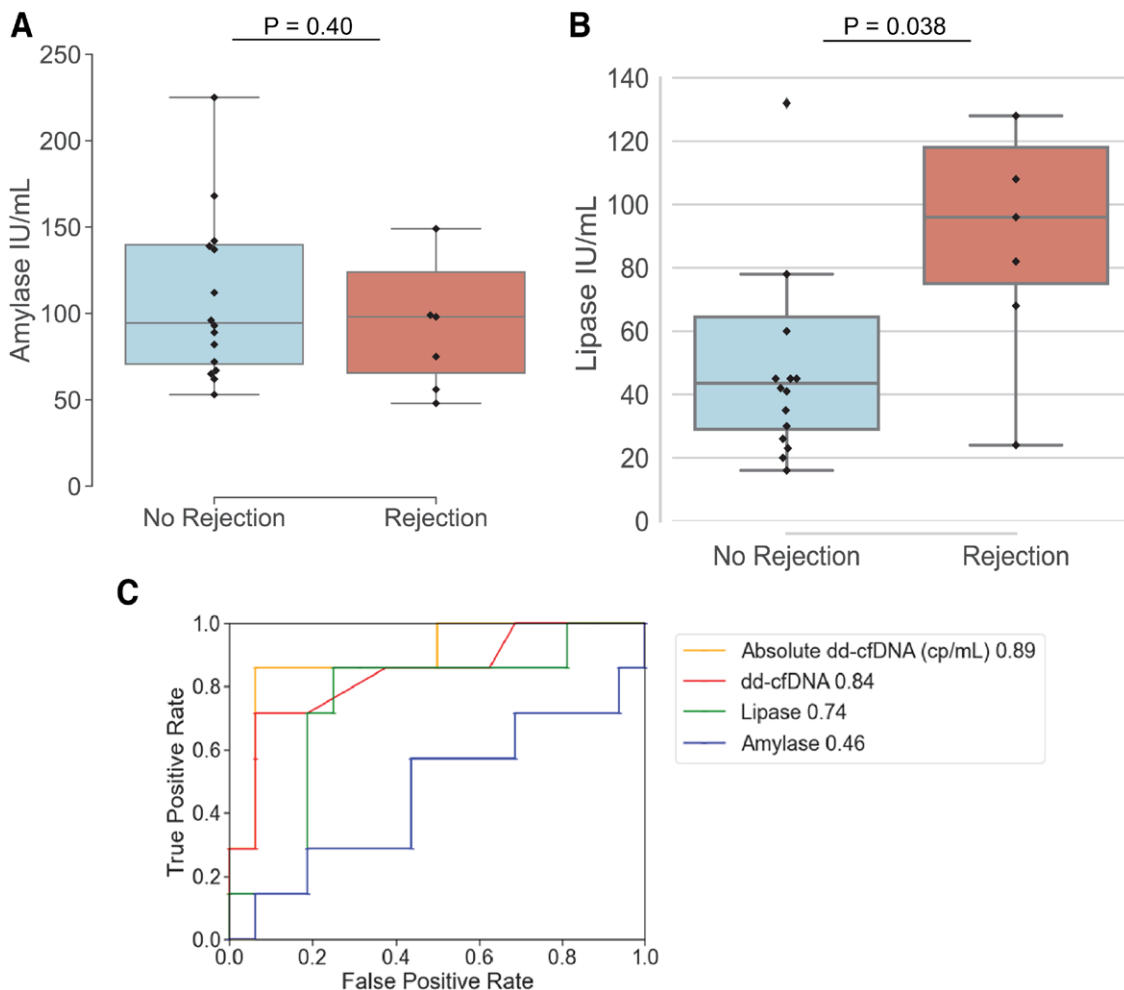 A
P = 0.40
250
200
150
100
50
0
Amylase IU/mL
No Rejection
Rejection
B
P = 0.038
140
120
100
80
60
40
20
0
Lipase IU/mL
No Rejection
Rejection
C
1.0
0.8
0.6
0.4
0.2
0.0
True Positive Rate
0.0 0.2 0.4 0.6 0.8 1.0
False Positive Rate
Absolute dd-cfDNA (cp/mL) 0.89
dd-cfDNA 0.84
Lipase 0.74
Amylase 0.46